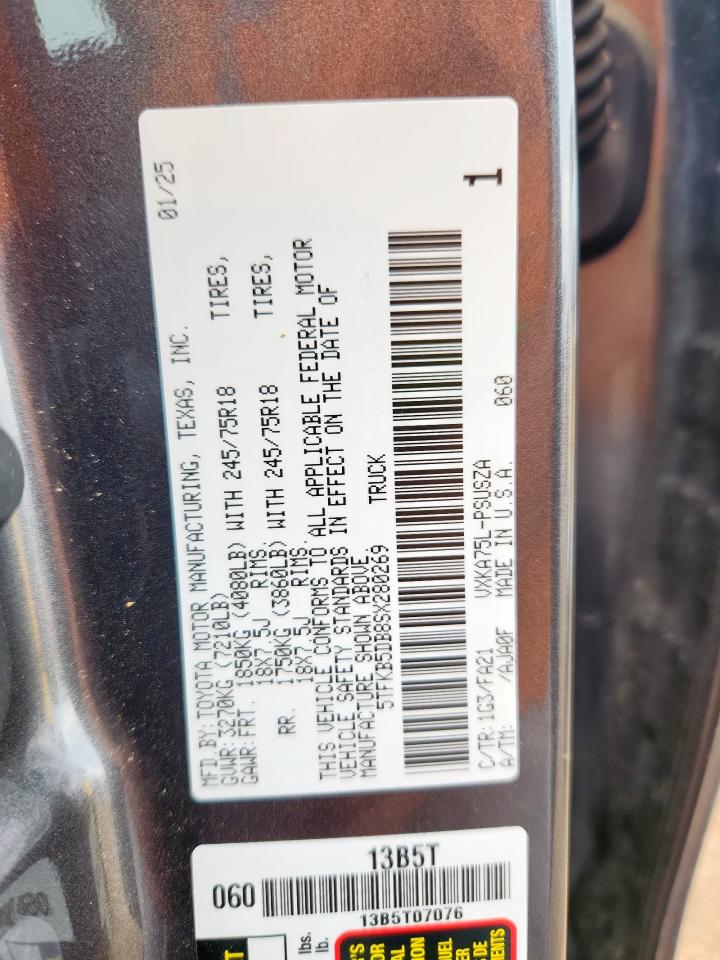 MFD BY: TOYOTA MOTOR MANUFACTURING, TEXAS, INC. 01/25
GVWR: 3270KG (7210LB)
GAWR: FRT. 1850KG (4080LB) WITH 245/75R18 TIRES,
18X7.5J RIMS.
RR. 1750KG (3860LB) WITH 245/75R18 TIRES,
18X7.5J RIMS.
THIS VEHICLE CONFORMS TO ALL APPLICABLE FEDERAL MOTOR
VEHICLE SAFETY STANDARDS IN EFFECT ON THE DATE OF
MANUFACTURE SHOWN ABOVE.
5TFKB5DB8SX280269 TRUCK
1
C/TR: 1G3/FA21 VXKA75L-PSUSZA 060
A/TM: /AJA0F MADE IN U.S.A.
13B5T
060
13B5T07076
lbs.
lb.